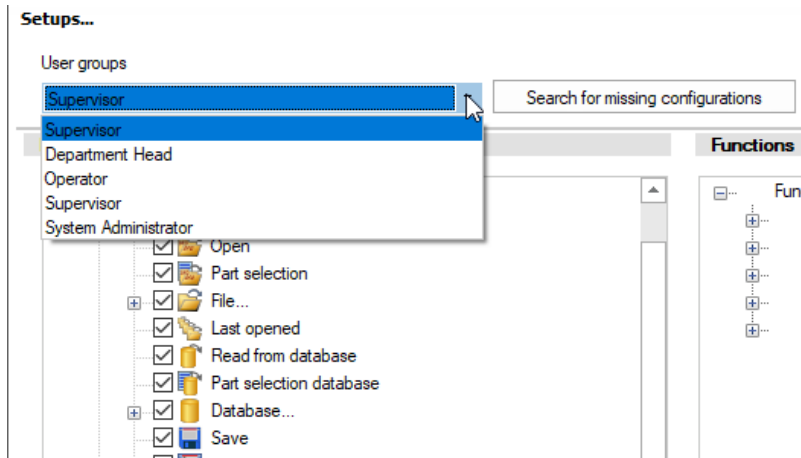 Setups...
User groups
Supervisor
Search for missing configurations
Supervisor
Department Head
Operator
Supervisor
System Administrator
Functions
Fun
Open
Part selection
File...
Last opened
Read from database
Part selection database
Database...
Save